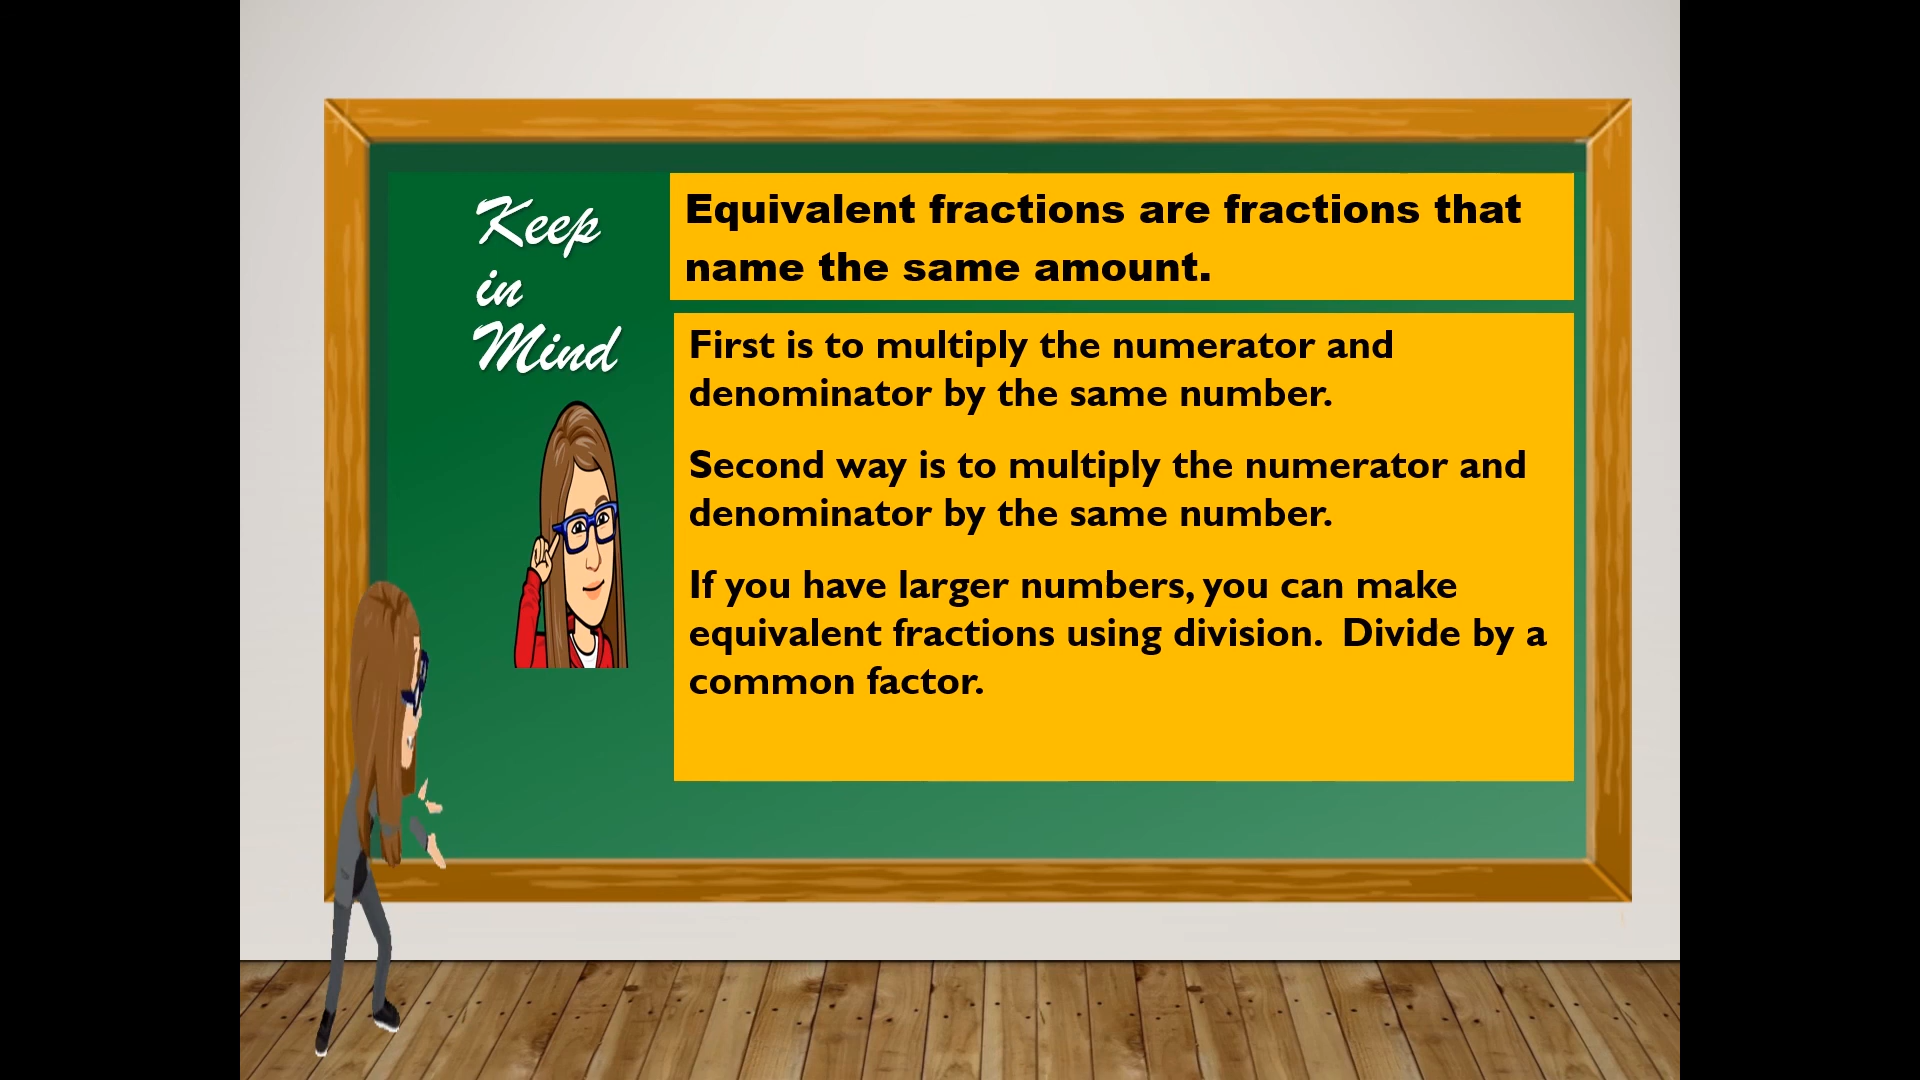 Keep
in
Mind
Equivalent fractions are fractions that
name the same amount.
First is to multiply the numerator and
denominator by the same number.
Second way is to multiply the numerator and
denominator by the same number.
If you have larger numbers, you can make
equivalent fractions using division.  Divide by a
common factor.